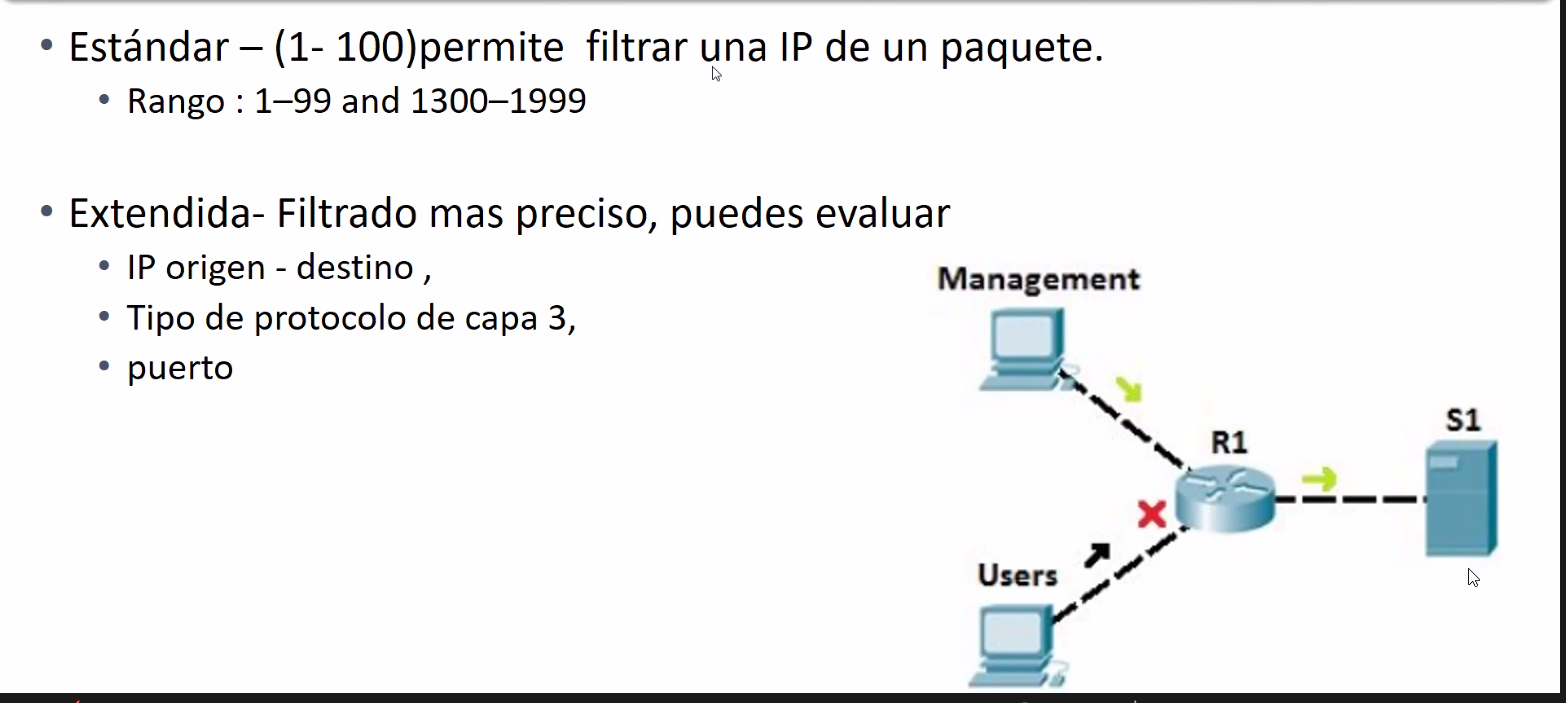 • Estándar – (1- 100)permite  filtrar una IP de un paquete.
• Rango : 1–99 and 1300–1999
• Extendida- Filtrado mas preciso, puedes evaluar
• IP origen - destino ,
• Tipo de protocolo de capa 3,
• puerto
Management
R1
S1
Users